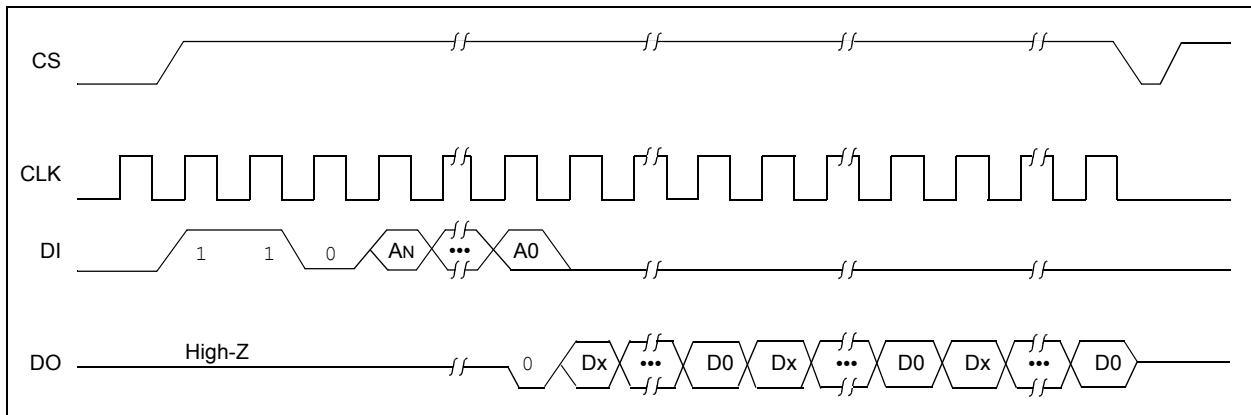 CS
CLK
DI 1 1 0 AN ••• A0
High-Z
DO 0 Dx ••• D0 Dx ••• D0 Dx ••• D0